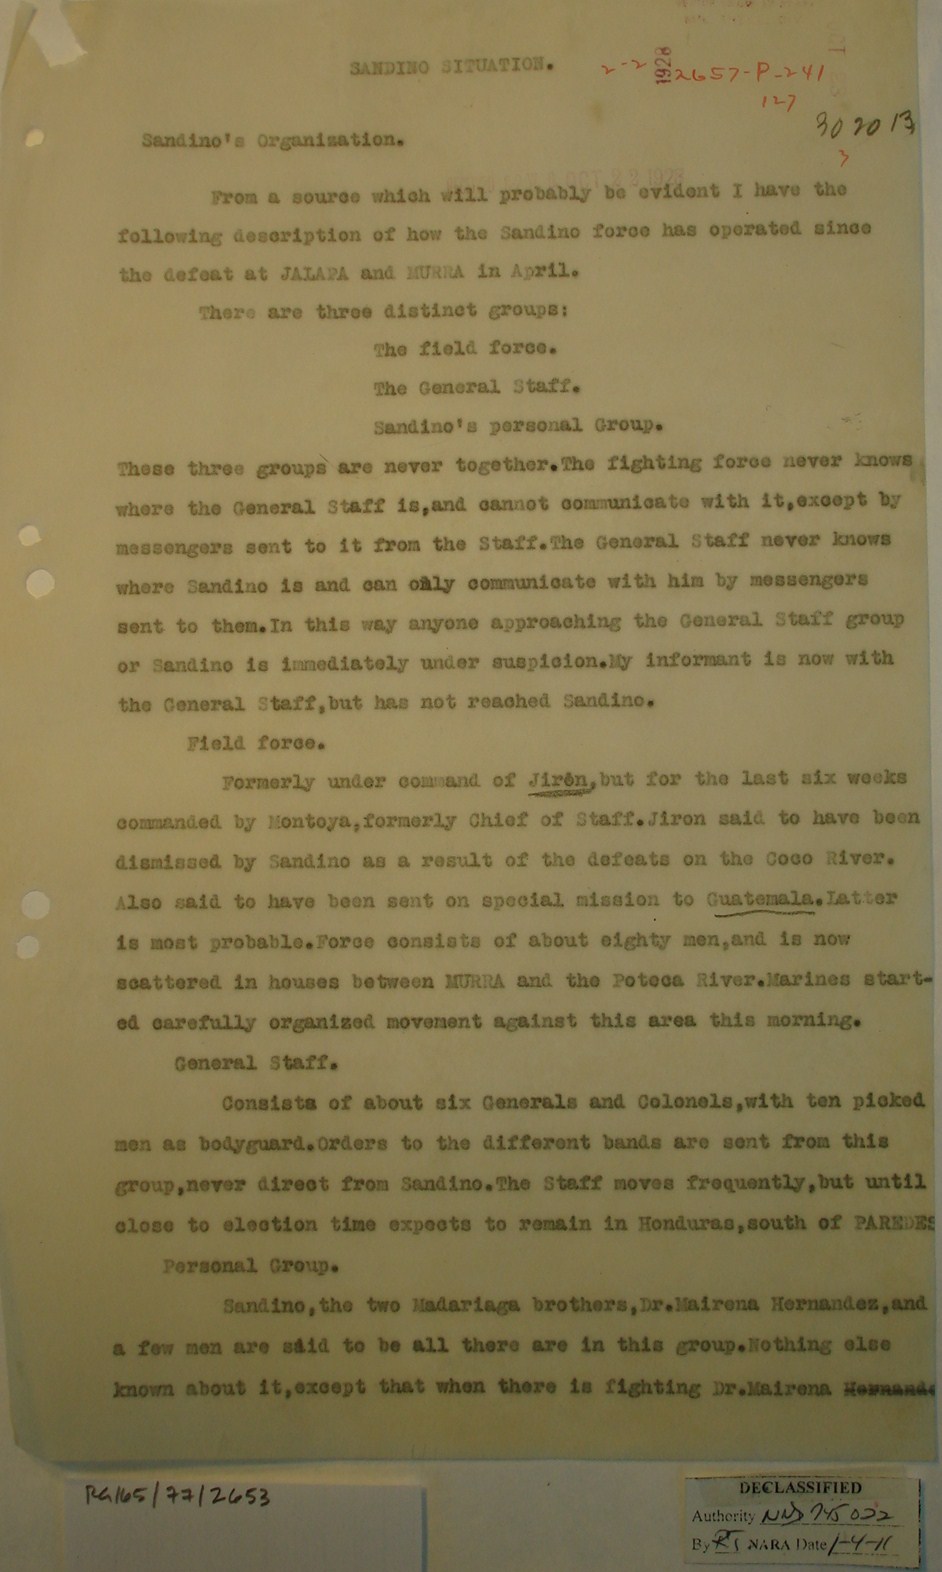 SANDINO SITUATION.
2-2
1928
2657-P-241
127
302013
3
Sandino's Organization.
From a source which will probably be evident I have the
following description of how the Sandino force has operated since
the defeat at JALAPA and MURRA in April.
There are three distinct groups:
The field force.
The General Staff.
Sandino's personal Group.
These three groups are never together.The fighting force never knows
where the General Staff is,and cannot communicate with it,except by
messengers sent to it from the Staff.The General Staff never knows
where Sandino is and can only communicate with him by messengers
sent to them.In this way anyone approaching the General Staff group
or Sandino is immediately under suspicion.My informant is now with
the General Staff,but has not reached Sandino.
Field force.
Formerly under command of Jirón,but for the last six weeks
commanded by Montoya,formerly Chief of Staff.Jiron said to have been
dismissed by Sandino as a result of the defeats on the Coco River.
Also said to have been sent on special mission to Guatemala.Latter
is most probable.Force consists of about eighty men,and is now
scattered in houses between MURRA and the Poteca River.Marines start-
ed carefully organized movement against this area this morning.
General Staff.
Consists of about six Generals and Colonels,with ten picked
men as bodyguard.Orders to the different bands are sent from this
group,never direct from Sandino.The Staff moves frequently,but until
close to election time expects to remain in Honduras,south of PAREDES
Personal Group.
Sandino,the two Madariaga brothers,Dr.Mairena Hernandez,and
a few men are said to be all there are in this group.Nothing else
known about it,except that when there is fighting Dr.Mairena
RG165/77/2653
DECLASSIFIED
Authority NND 745022
By RT NARA Date 1-4-11